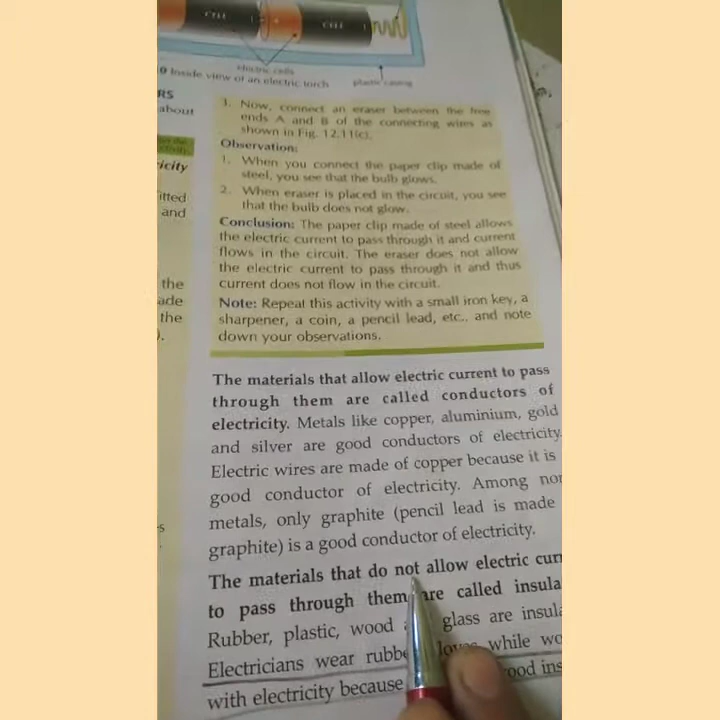 CELL CELL
electric cells
plastic casing
0 Inside view of an electric torch
RS
about
icity
itted
and
the
ade
the
).
s
3. Now, connect an eraser between the free
ends A and B of the connecting wires as
shown in Fig. 12.11(c).
Observation:
1. When you connect the paper clip made of
steel, you see that the bulb glows.
2. When eraser is placed in the circuit, you see
that the bulb does not glow.
Conclusion: The paper clip made of steel allows
the electric current to pass through it and current
flows in the circuit. The eraser does not allow
the electric current to pass through it and thus
current does not flow in the circuit.
Note: Repeat this activity with a small iron key, a
sharpener, a coin, a pencil lead, etc., and note
down your observations.
The materials that allow electric current to pass
through them are called conductors of
electricity. Metals like copper, aluminium, gold
and silver are good conductors of electricity.
Electric wires are made of copper because it is
good conductor of electricity. Among non
metals, only graphite (pencil lead is made
graphite) is a good conductor of electricity.
The materials that do not allow electric curr
to pass through them are called insula
Rubber, plastic, wood glass are insula
Electricians wear rubbe loves while wo
with electricity because ood ins